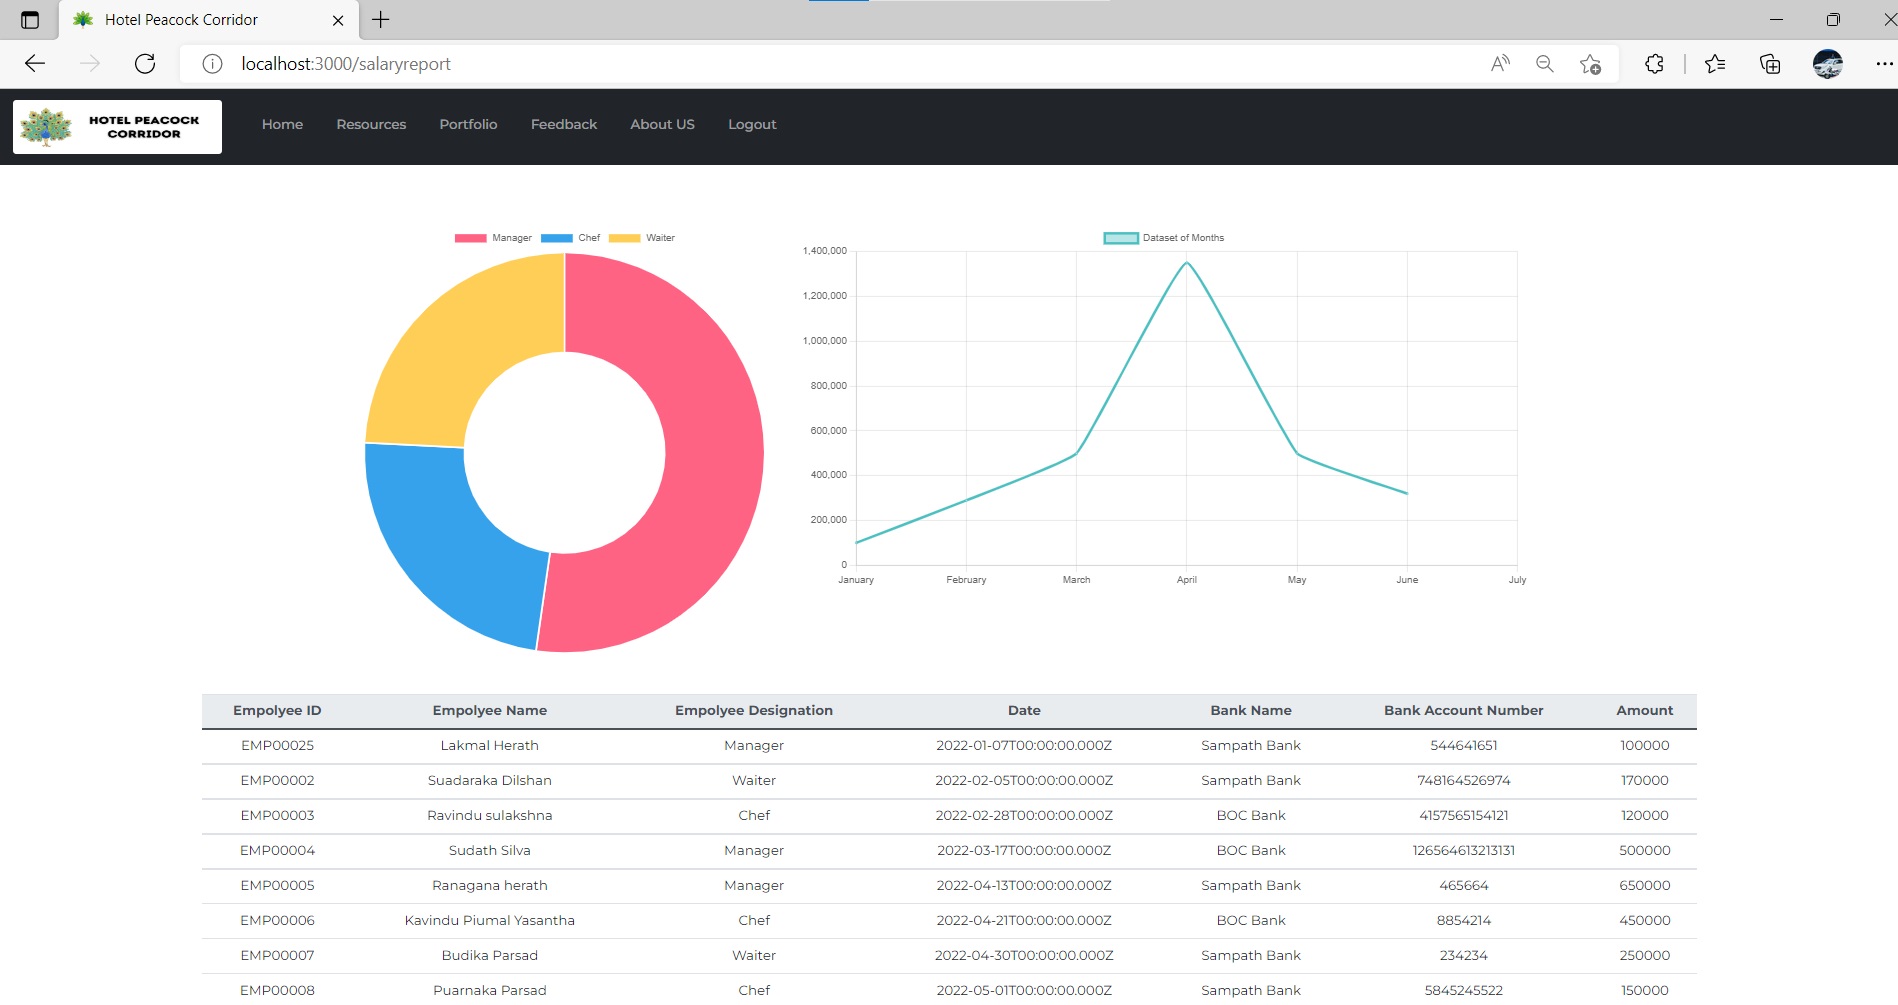 Hotel Peacock Corridor
localhost:3000/salaryreport
HOTEL PEACOCK
CORRIDOR
Home Resources Portfolio Feedback About US Logout
Manager Chef Waiter
Dataset of Months
1,400,000
1,200,000
1,000,000
800,000
600,000
400,000
200,000
0
January February March April May June July
Empolyee ID Empolyee Name Empolyee Designation Date Bank Name Bank Account Number Amount
EMP00025 Lakmal Herath Manager 2022-01-07T00:00:00.000Z Sampath Bank 544641651 100000
EMP00002 Suadaraka Dilshan Waiter 2022-02-05T00:00:00.000Z Sampath Bank 748164526974 170000
EMP00003 Ravindu sulakshna Chef 2022-02-28T00:00:00.000Z BOC Bank 4157565154121 120000
EMP00004 Sudath Silva Manager 2022-03-17T00:00:00.000Z BOC Bank 126564613213131 500000
EMP00005 Ranagana herath Manager 2022-04-13T00:00:00.000Z Sampath Bank 465664 650000
EMP00006 Kavindu Piumal Yasantha Chef 2022-04-21T00:00:00.000Z BOC Bank 8854214 450000
EMP00007 Budika Parsad Waiter 2022-04-30T00:00:00.000Z Sampath Bank 234234 250000
EMP00008 Puarnaka Parsad Chef 2022-05-01T00:00:00.000Z Sampath Bank 5845245522 150000